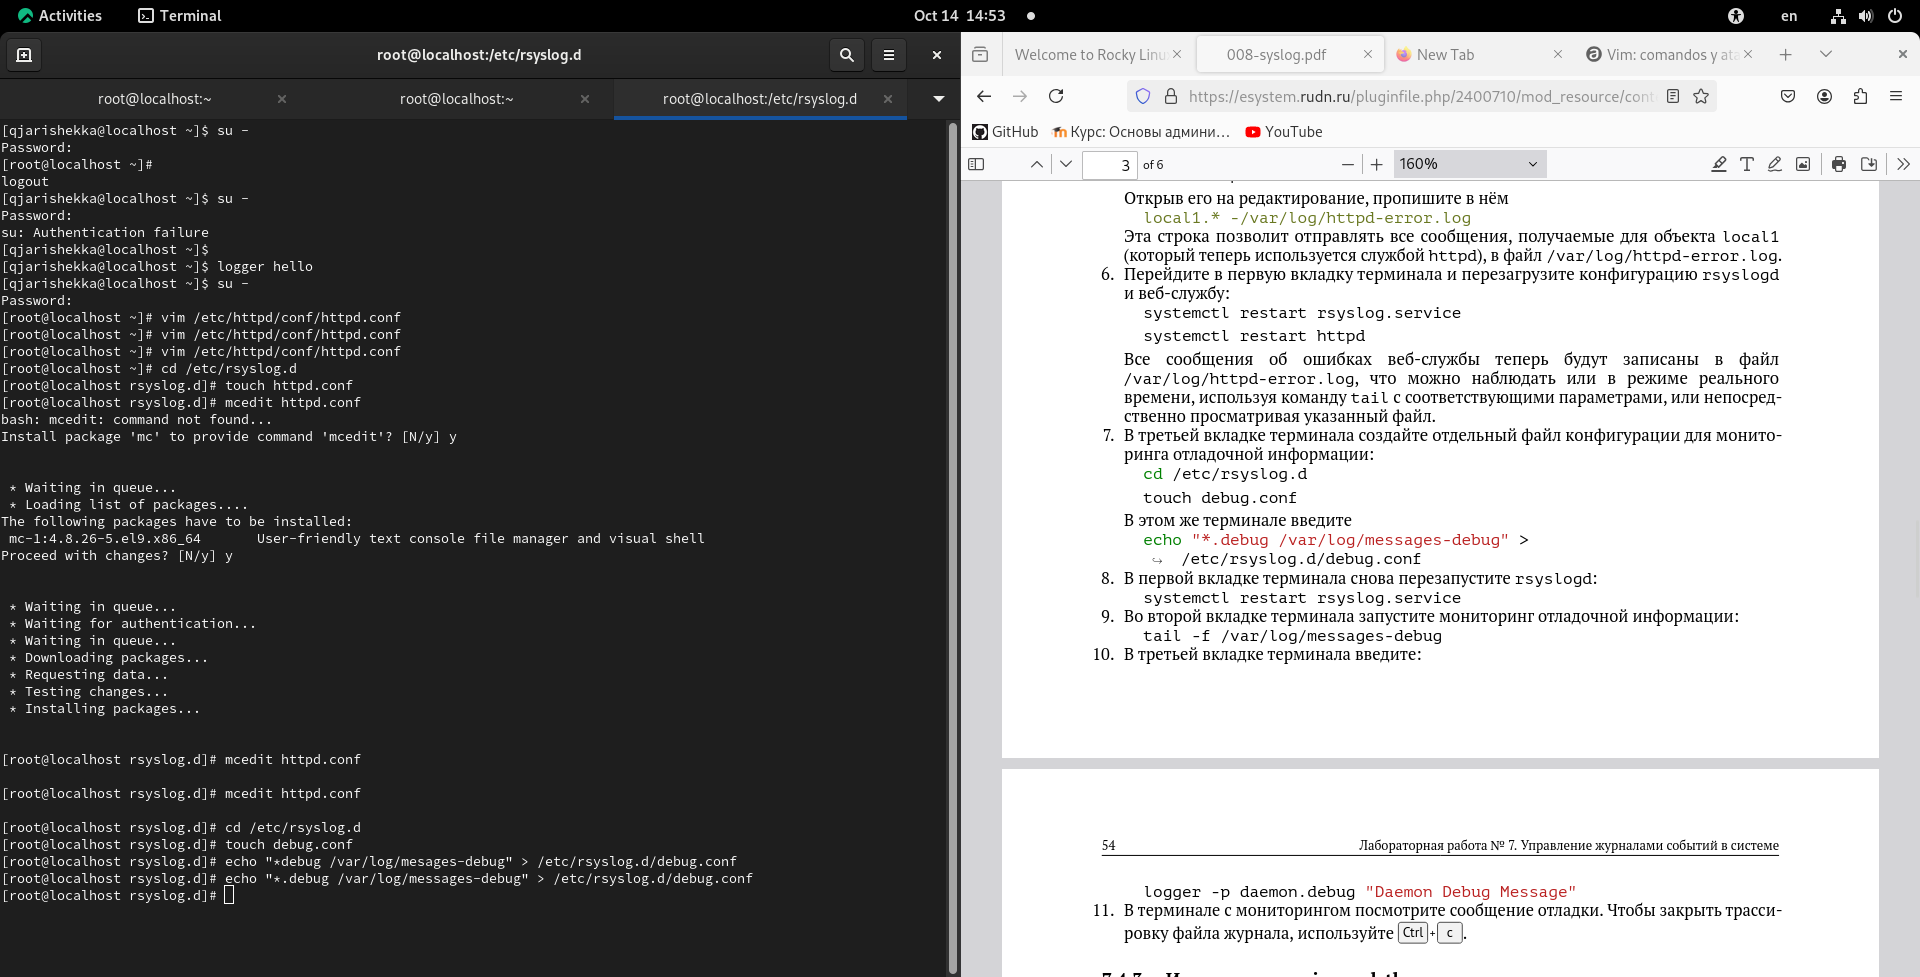 Activities
Terminal
Oct 14 14:53
en
root@localhost:/etc/rsyslog.d
root@localhost:~
root@localhost:~
root@localhost:/etc/rsyslog.d
[qjarishekka@localhost ~]$ su -
Password:
[root@localhost ~]#
logout
[qjarishekka@localhost ~]$ su -
Password:
su: Authentication failure
[qjarishekka@localhost ~]$
[qjarishekka@localhost ~]$ logger hello
[qjarishekka@localhost ~]$ su -
Password:
[root@localhost ~]# vim /etc/httpd/conf/httpd.conf
[root@localhost ~]# vim /etc/httpd/conf/httpd.conf
[root@localhost ~]# vim /etc/httpd/conf/httpd.conf
[root@localhost ~]# cd /etc/rsyslog.d
[root@localhost rsyslog.d]# touch httpd.conf
[root@localhost rsyslog.d]# mcedit httpd.conf
bash: mcedit: command not found...
Install package 'mc' to provide command 'mcedit'? [N/y] y
* Waiting in queue...
* Loading list of packages....
The following packages have to be installed:
mc-1:4.8.26-5.el9.x86_64 User-friendly text console file manager and visual shell
Proceed with changes? [N/y] y
* Waiting in queue...
* Waiting for authentication...
* Waiting in queue...
* Downloading packages...
* Requesting data...
* Testing changes...
* Installing packages...
[root@localhost rsyslog.d]# mcedit httpd.conf
[root@localhost rsyslog.d]# mcedit httpd.conf
[root@localhost rsyslog.d]# cd /etc/rsyslog.d
[root@localhost rsyslog.d]# touch debug.conf
[root@localhost rsyslog.d]# echo "*debug /var/log/mesages-debug" > /etc/rsyslog.d/debug.conf
[root@localhost rsyslog.d]# echo "*.debug /var/log/messages-debug" > /etc/rsyslog.d/debug.conf
[root@localhost rsyslog.d]#
Welcome to Rocky Linu
008-syslog.pdf
New Tab
Vim: comandos y ata
https://esystem.rudn.ru/pluginfile.php/2400710/mod_resource/cont
GitHub
Курс: Основы админи...
YouTube
3 of 6
160%
Открыв его на редактирование, пропишите в нём
local1.* -/var/log/httpd-error.log
Эта строка позволит отправлять все сообщения, получаемые для объекта local1
(который теперь используется службой httpd), в файл /var/log/httpd-error.log.
6. Перейдите в первую вкладку терминала и перезагрузите конфигурацию rsyslogd
и веб-службу:
systemctl restart rsyslog.service
systemctl restart httpd
Все сообщения об ошибках веб-службы теперь будут записаны в файл
/var/log/httpd-error.log, что можно наблюдать или в режиме реального
времени, используя команду tail с соответствующими параметрами, или непосред-
ственно просматривая указанный файл.
7. В третьей вкладке терминала создайте отдельный файл конфигурации для монито-
ринга отладочной информации:
cd /etc/rsyslog.d
touch debug.conf
В этом же терминале введите
echo "*.debug /var/log/messages-debug" >
↪ /etc/rsyslog.d/debug.conf
8. В первой вкладке терминала снова перезапустите rsyslogd:
systemctl restart rsyslog.service
9. Во второй вкладке терминала запустите мониторинг отладочной информации:
tail -f /var/log/messages-debug
10. В третьей вкладке терминала введите:
54 Лабораторная работа № 7. Управление журналами событий в системе
logger -p daemon.debug "Daemon Debug Message"
11. В терминале с мониторингом посмотрите сообщение отладки. Чтобы закрыть трасси-
ровку файла журнала, используйте Ctrl + c .